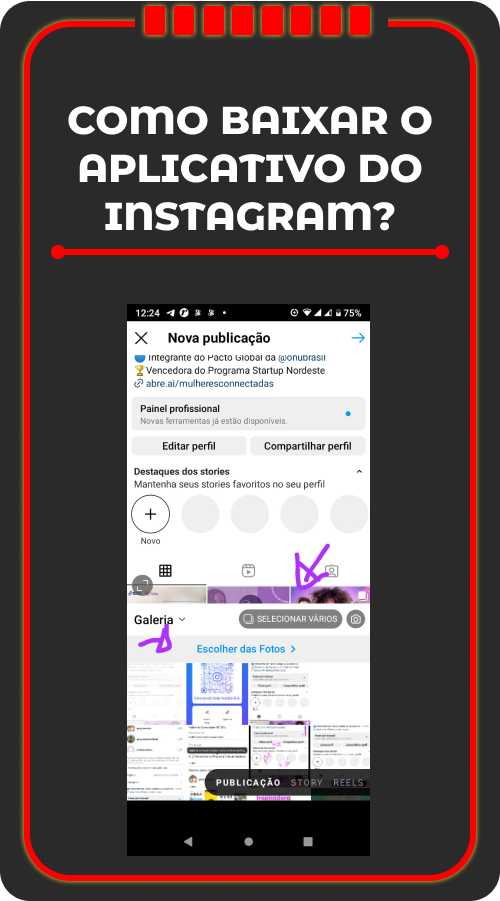 COMO BAIXAR O
APLICATIVO DO
INSTAGRAM?
12:24
75%
Nova publicação
Integrante do Pacto Global da @onubrasil
🏆Vencedora do Programa Startup Nordeste
abre.ai/mulheresconectadas
Painel profissional
Novas ferramentas já estão disponíveis.
Editar perfil
Compartilhar perfil
Destaques dos stories
Mantenha seus stories favoritos no seu perfil
Novo
Galeria
SELECIONAR VÁRIOS
Escolher das Fotos
PUBLICAÇÃO STORY REELS
Inspiradora